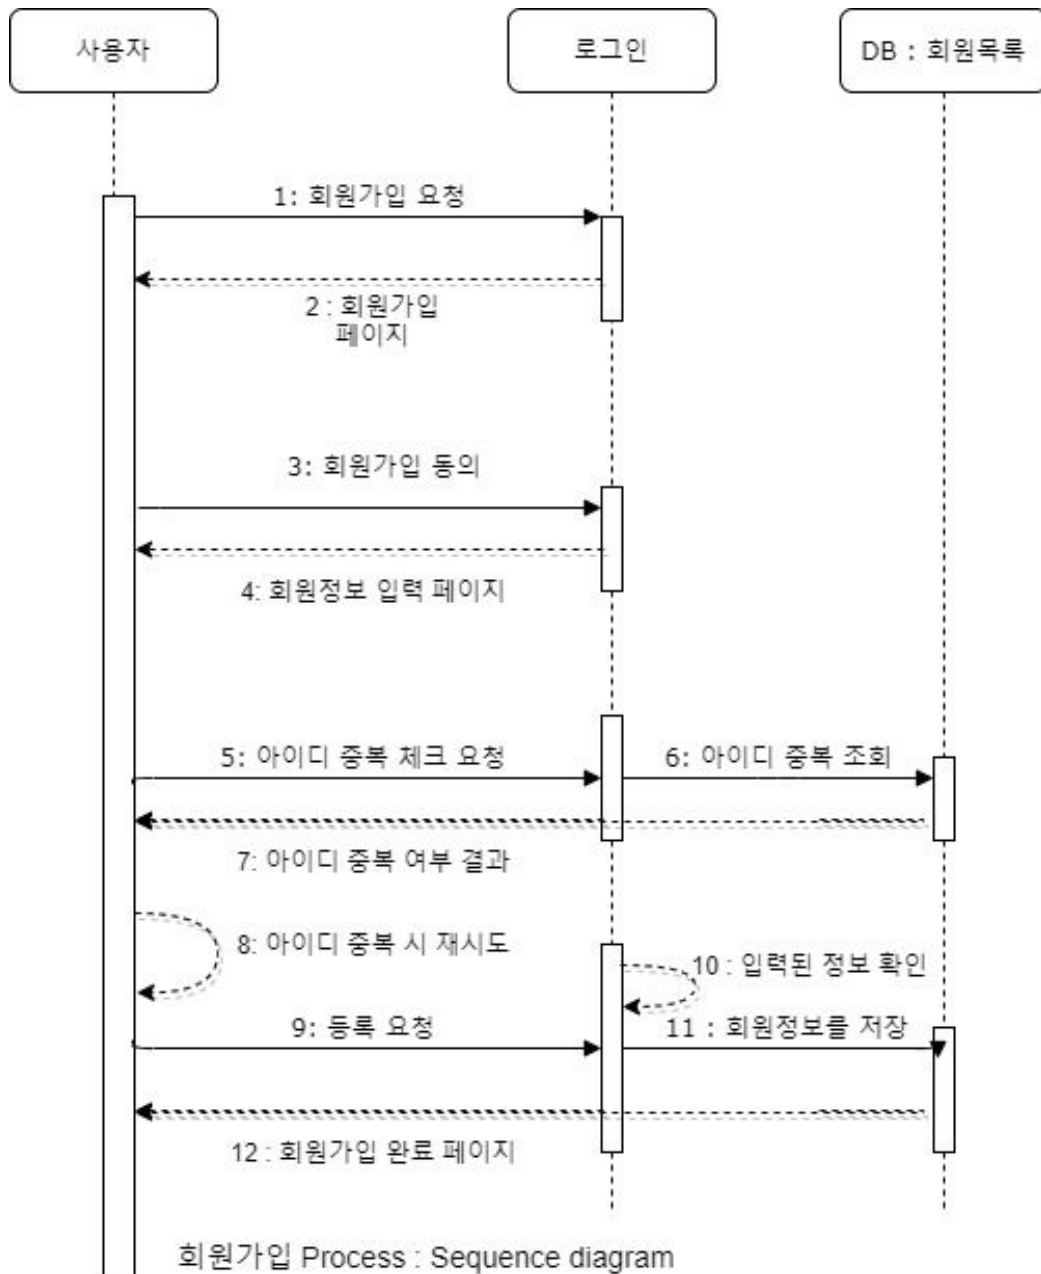 사용자
로그인
DB : 회원목록
1: 회원가입 요청
2 : 회원가입
페이지
3: 회원가입 동의
4: 회원정보 입력 페이지
5: 아이디 중복 체크 요청
6: 아이디 중복 조회
7: 아이디 중복 여부 결과
8: 아이디 중복 시 재시도
10 : 입력된 정보 확인
9: 등록 요청
11 : 회원정보를 저장
12 : 회원가입 완료 페이지
회원가입 Process : Sequence diagram